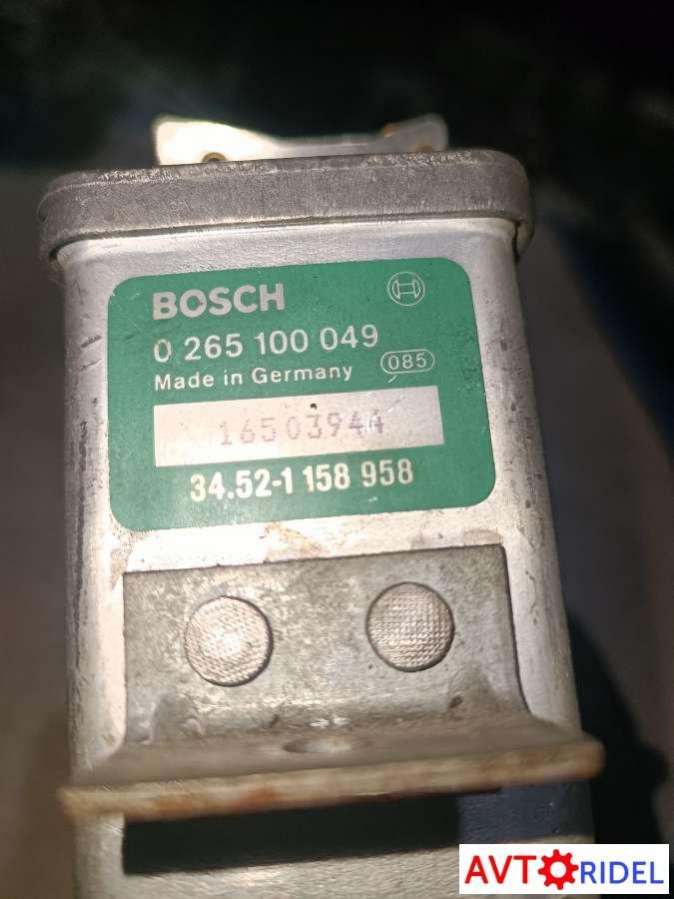 BOSCH
0 265 100 049
Made in Germany 085
16503944
34.52-1 158 958
AVTORIDEL